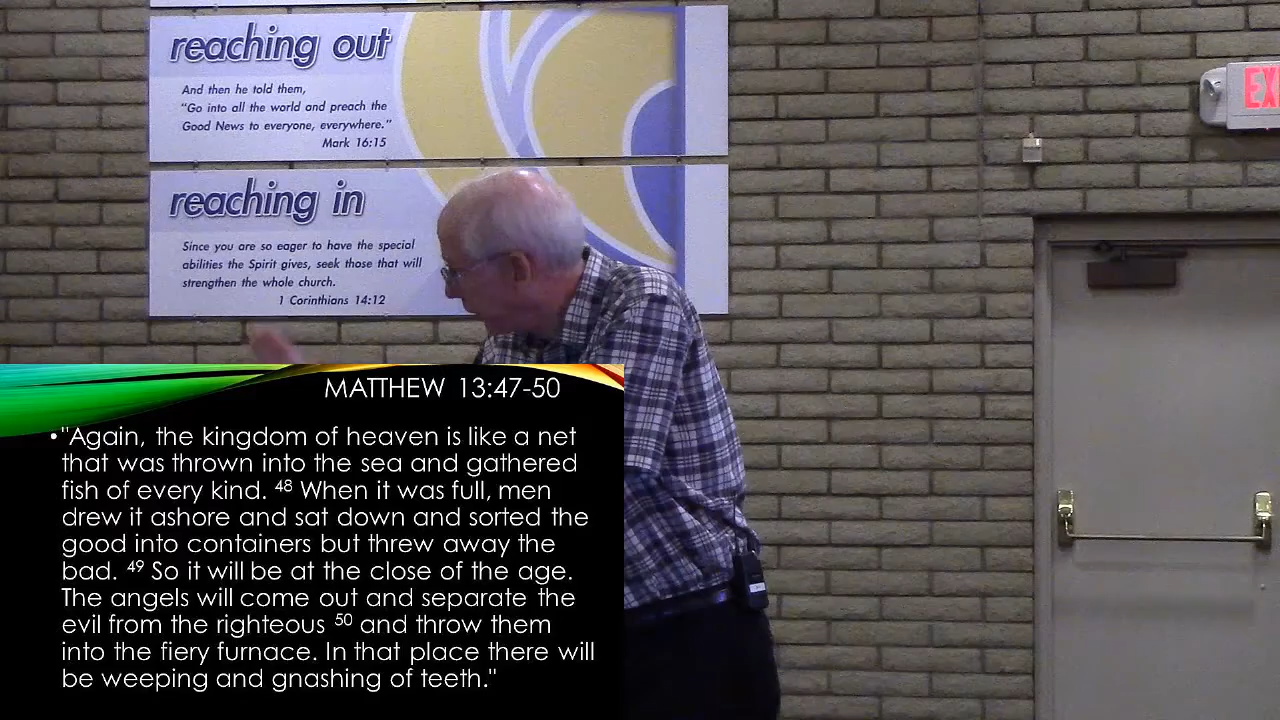 reaching out
And then he told them,
"Go into all the world and preach the
Good News to everyone, everywhere."
Mark 16:15
reaching in
Since you are so eager to have the special
abilities the Spirit gives, seek those that will
strengthen the whole church.
1 Corinthians 14:12
EX
MATTHEW 13:47-50
•"Again, the kingdom of heaven is like a net
that was thrown into the sea and gathered
fish of every kind. 48 When it was full, men
drew it ashore and sat down and sorted the
good into containers but threw away the
bad. 49 So it will be at the close of the age.
The angels will come out and separate the
evil from the righteous 50 and throw them
into the fiery furnace. In that place there will
be weeping and gnashing of teeth."